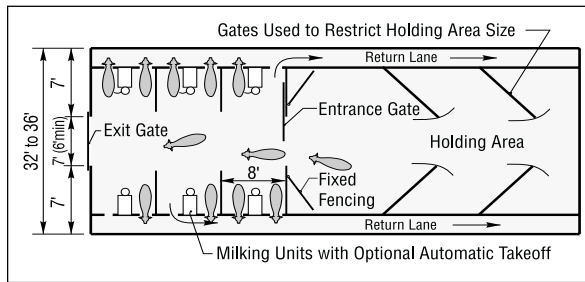 Gates Used to Restrict Holding Area Size
Return Lane
7'
Entrance Gate
32' to 36'
7' (6'min)
Exit Gate
Holding Area
8'
Fixed
Fencing
7'
Return Lane
Milking Units with Optional Automatic Takeoff